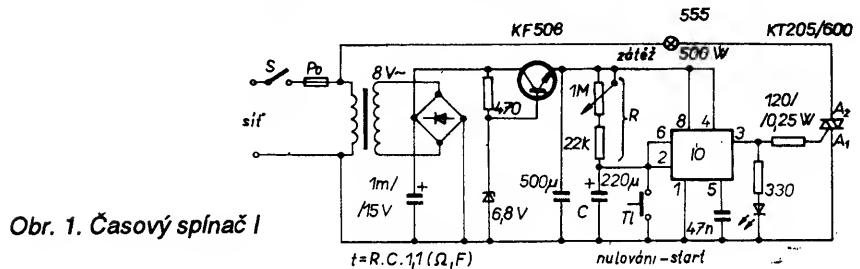 555
KF506
KT205/600
zátěž
500 W
S
Po
8V~
síť
470
1M
R
22k
8
4
120/
/0,25 W
A2
A1
6
2
IO
3
1
5
1m/
/15V
+
6,8 V
500µ
+
220µ
C
Tl
47n
330
Obr. 1. Časový spínač I
t=R.C.1,1 (Ω,F)
nulování-start